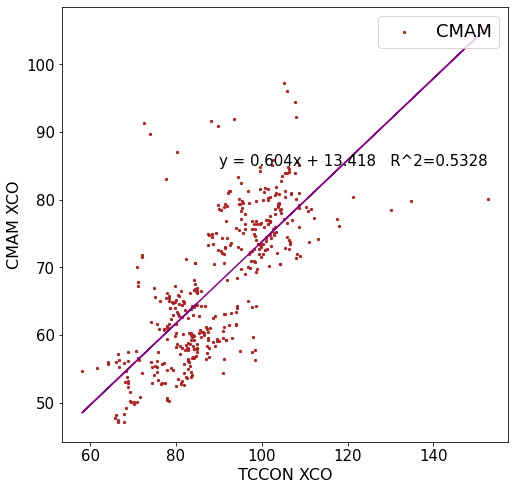 CMAM
100
90
y = 0.604x + 13.418 R^2=0.5328
80
CMAM XCO
70
60
50
60 80 100 120 140
TCCON XCO